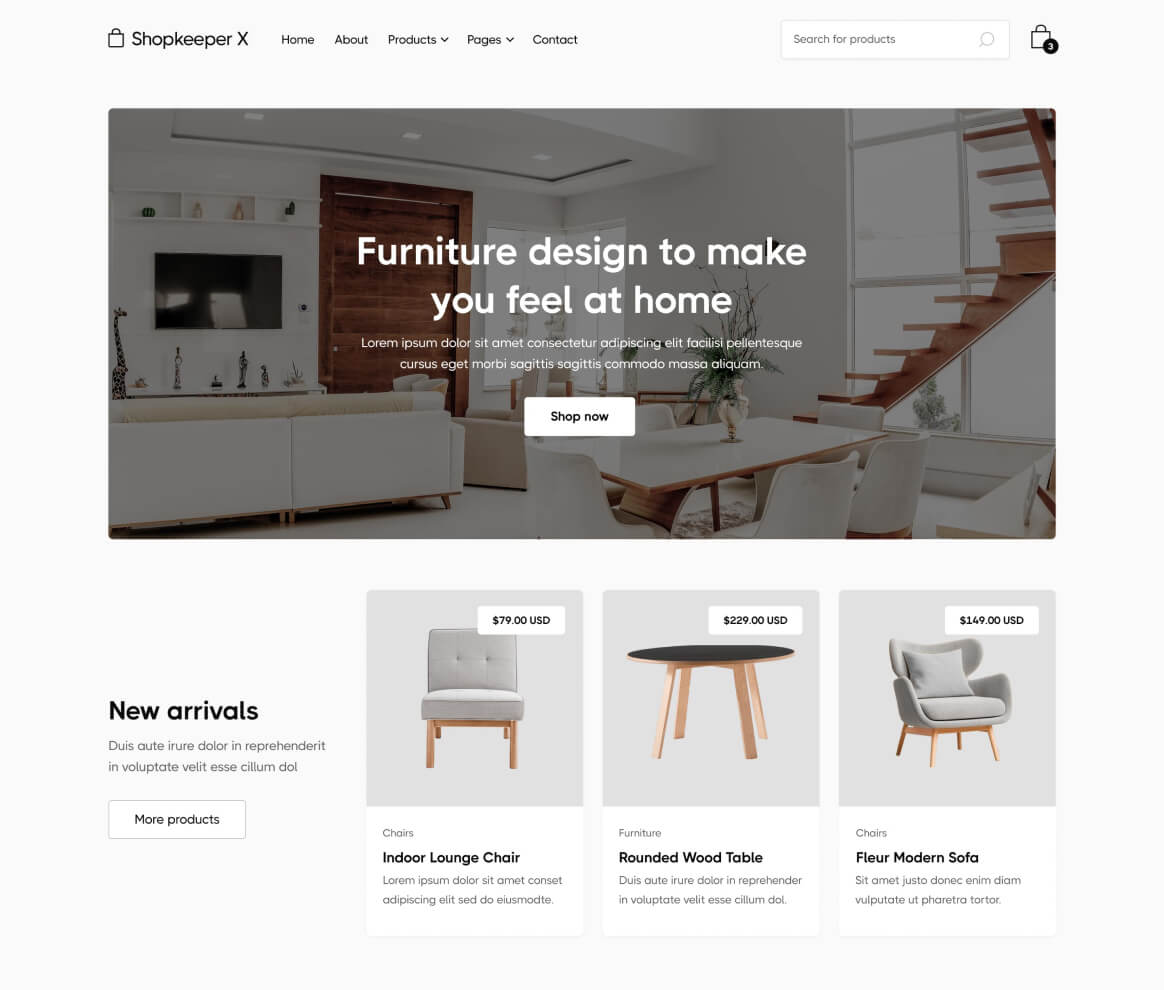 Shopkeeper X
Home About Products Pages Contact
Search for products
3
Furniture design to make
you feel at home
Lorem ipsum dolor sit amet consectetur adipiscing elit facilisi pellentesque
cursus eget morbi sagittis sagittis commodo massa aliquam.
Shop now
New arrivals
Duis aute irure dolor in reprehenderit
in voluptate velit esse cillum dol
More products
$79.00 USD
Chairs
Indoor Lounge Chair
Lorem ipsum dolor sit amet conset
adipiscing elit sed do eiusmodte.
$229.00 USD
Furniture
Rounded Wood Table
Duis aute irure dolor in reprehender
in voluptate velit esse cillum dol.
$149.00 USD
Chairs
Fleur Modern Sofa
Sit amet justo donec enim diam
vulputate ut pharetra tortor.